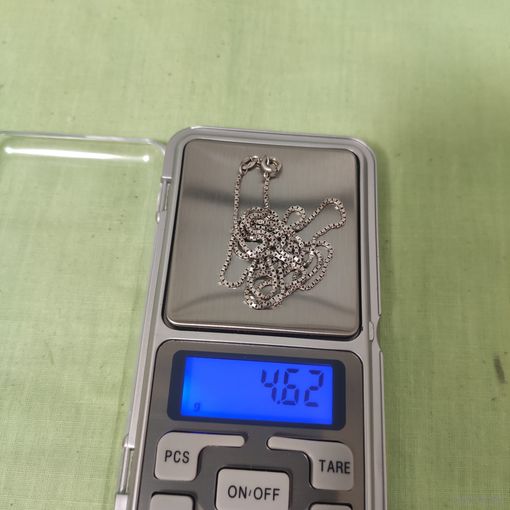 4.62
g
PCS
TARE
ON/OFF